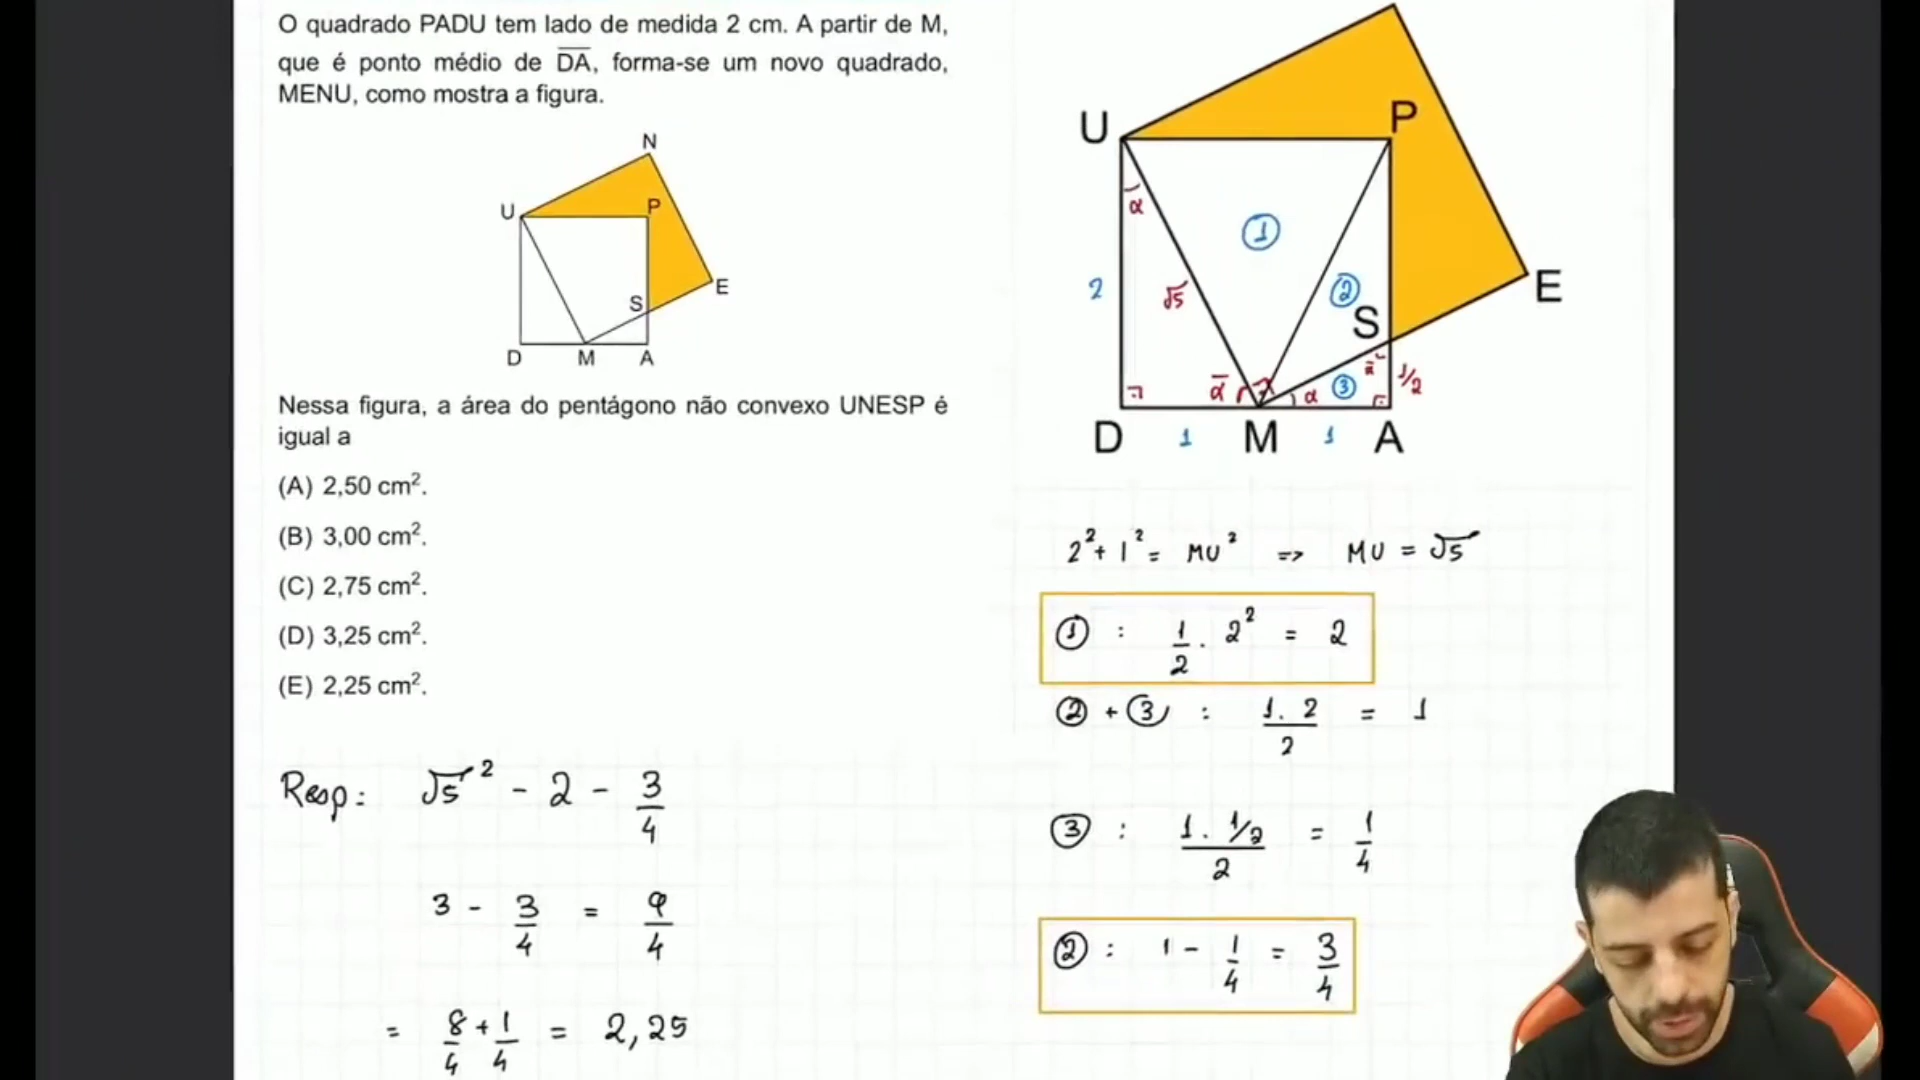 O quadrado PADU tem lado de medida 2 cm. A partir de M,
que é ponto médio de D̅A̅, forma-se um novo quadrado,
MENU, como mostra a figura.
N
U
P
E
S
D M A
Nessa figura, a área do pentágono não convexo UNESP é
igual a
(A) 2,50 cm².
(B) 3,00 cm².
(C) 2,75 cm².
(D) 3,25 cm².
(E) 2,25 cm².
Resp: √5² - 2 - 3/4
3 - 3/4 = 9/4
= 8/4 + 1/4 = 2,25
U P
α
1
2 √5 2 E
S
α̅ α 3 α̅ 1/2
D 1 M 1 A
2² + 1² = MU² => MU = √5
① : 1/2 . 2² = 2
② + ③ : 1.2/2 = 1
③ : 1. 1/2 / 2 = 1/4
② : 1 - 1/4 = 3/4